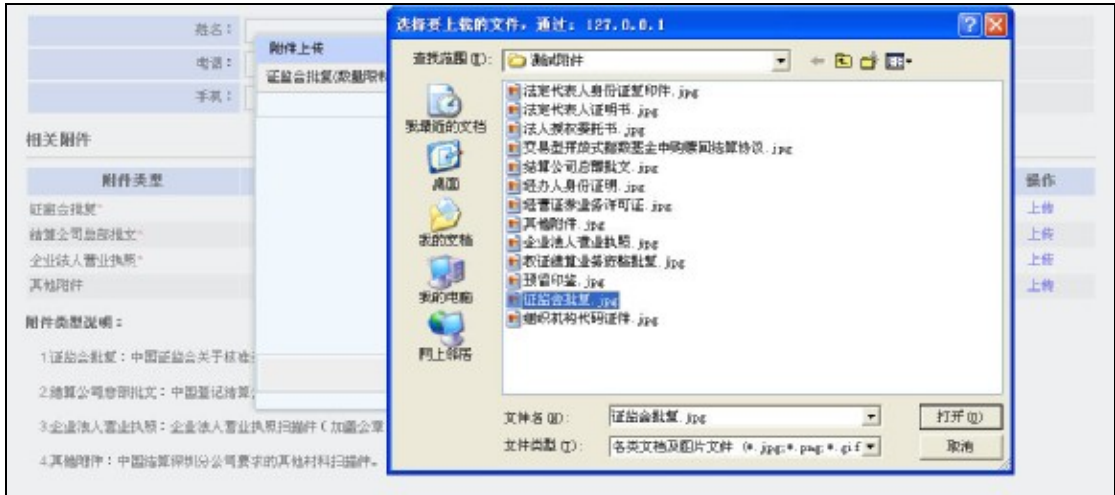 姓名：
电话：
手机：
附件上传
证监会批复(数量限制
相关附件
附件类型
操作
证监会批复*
上传
结算公司总部批文*
上传
企业法人营业执照*
上传
其他附件
上传
附件类型说明：
1.证监会批复：中国证监会关于核准
2.结算公司总部批文：中国登记结算
3.企业法人营业执照：企业法人营业执照扫描件(加盖公章
4.其他附件：中国结算深圳分公司要求的其他材料扫描件。
选择要上载的文件，通过： 127.0.0.1
查找范围(I):
测试附件
我最近的文档
桌面
我的文档
我的电脑
网上邻居
法定代表人身份证复印件.jpg
法定代表人证明书.jpg
法人授权委托书.jpg
交易型开放式指数基金申购赎回结算协议.jpg
结算公司总部批文.jpg
经办人身份证明.jpg
经营证券业务许可证.jpg
其他附件.jpg
企业法人营业执照.jpg
权证结算业务资格批复.jpg
预留印鉴.jpg
证监会批复.jpg
组织机构代码证件.jpg
文件名(N):
证监会批复.jpg
打开(O)
文件类型(T):
各类文档及图片文件 (*.jpg;*.png;*.gif
取消